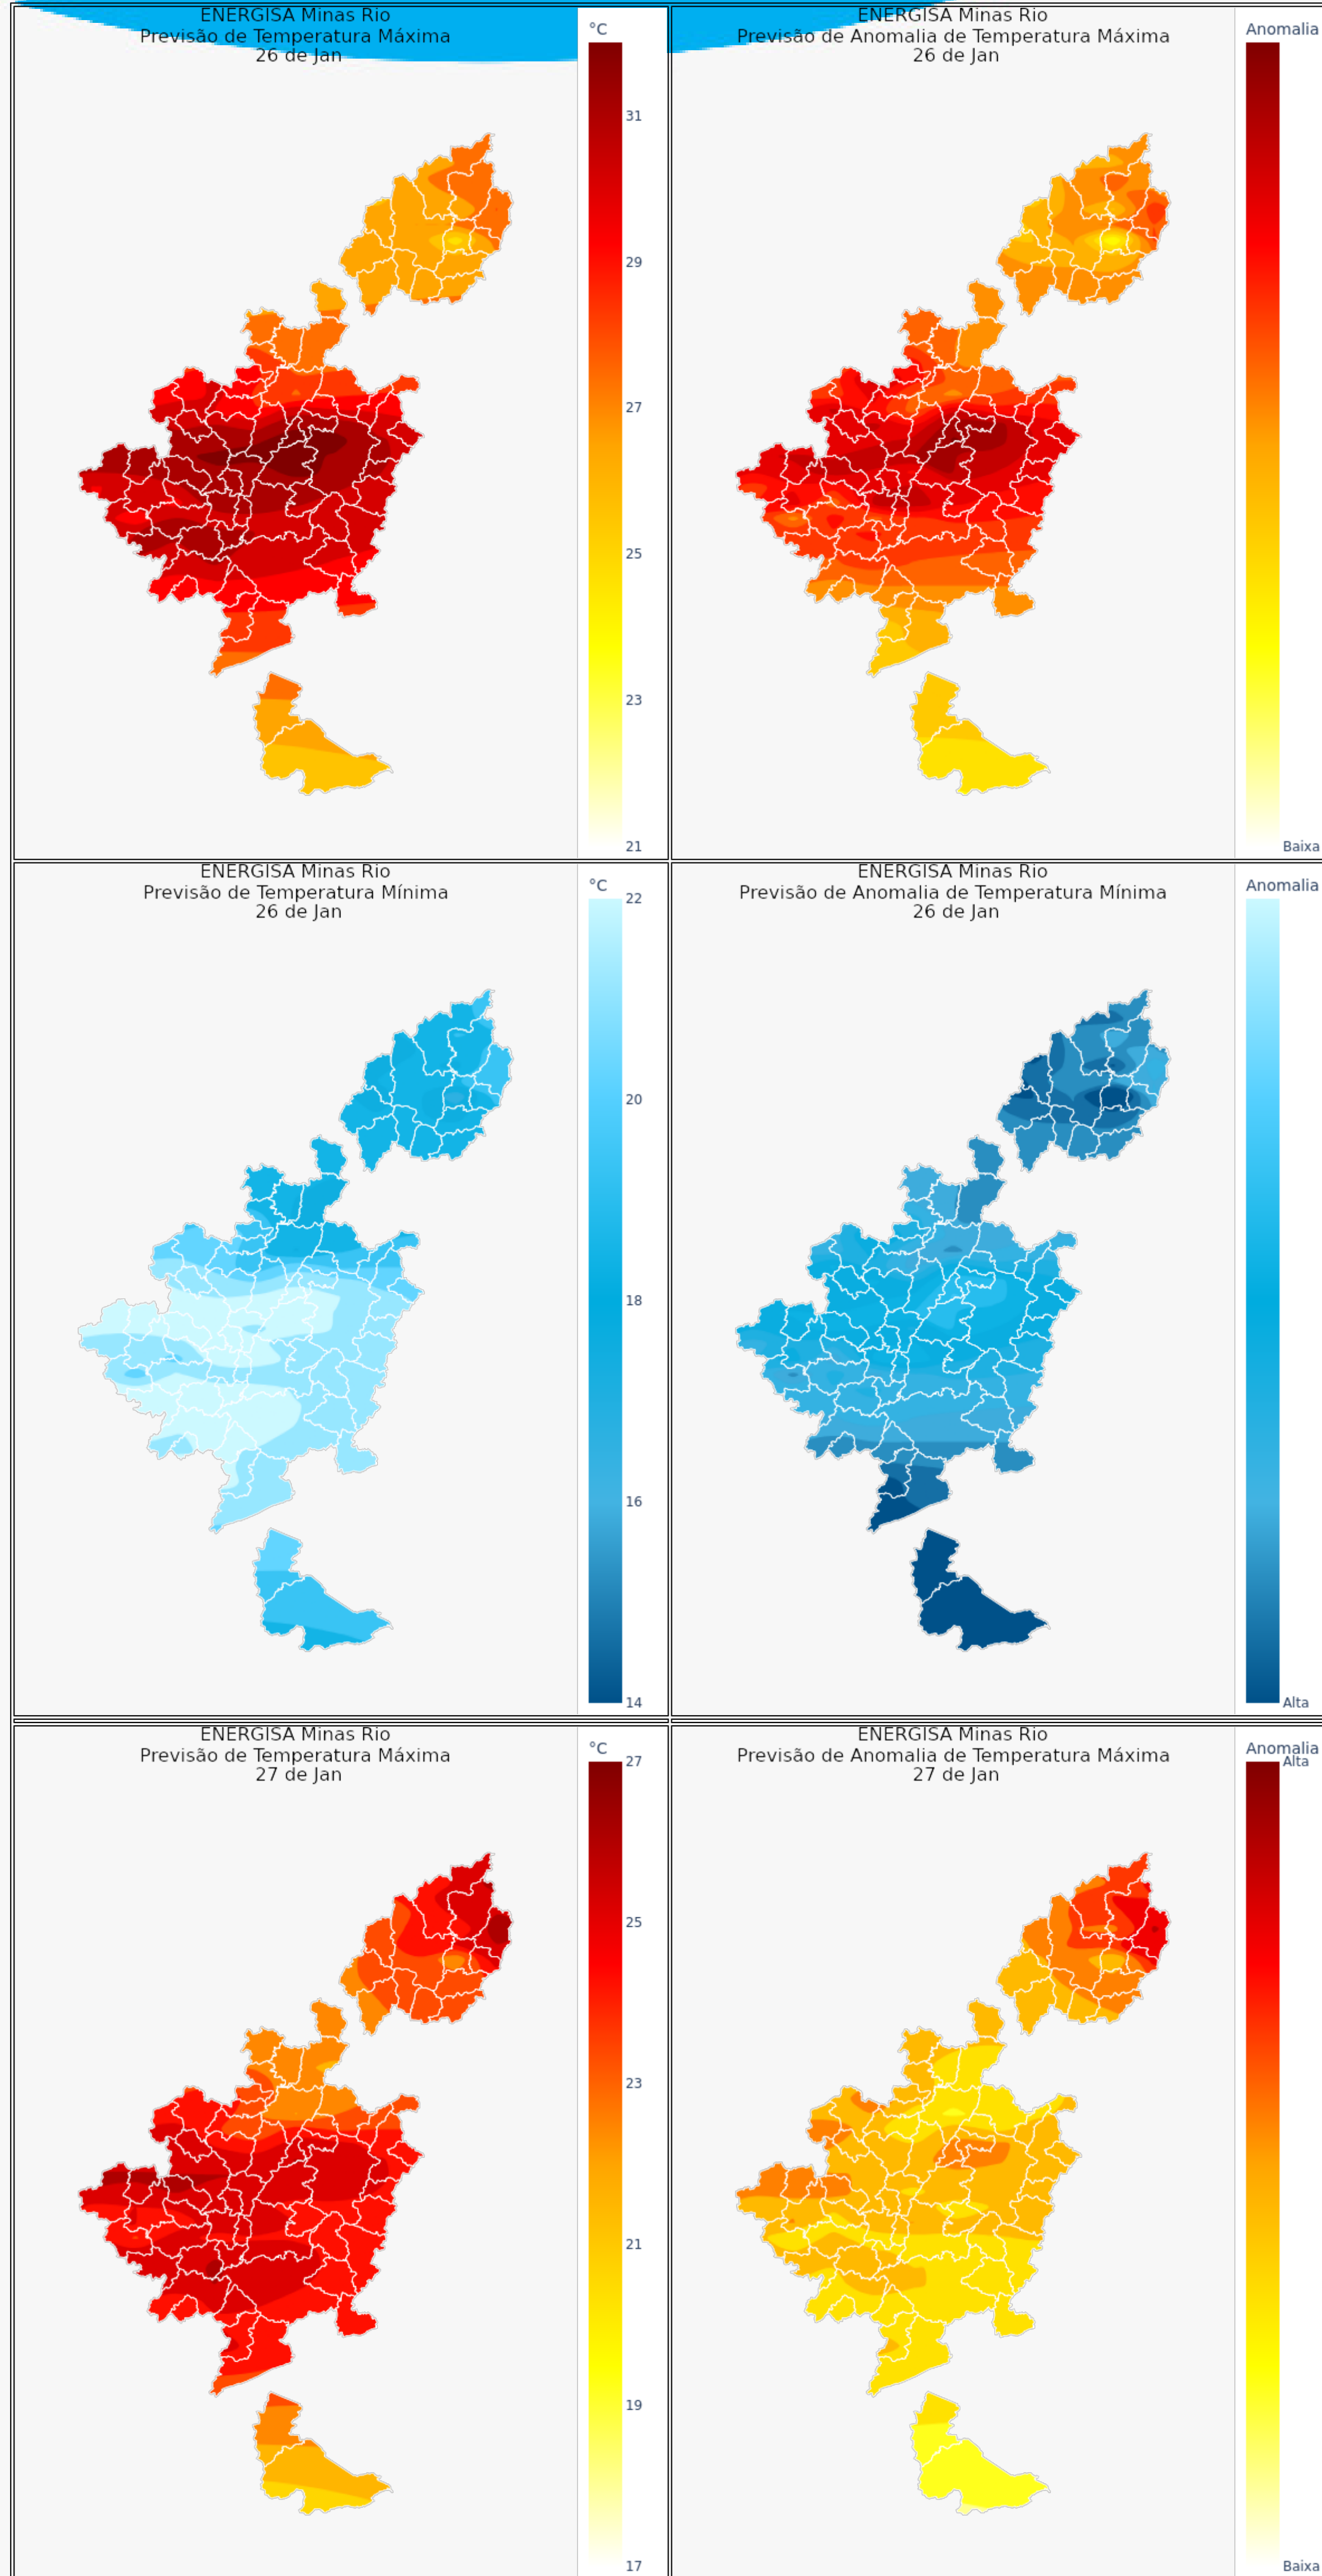 ENERGISA Minas Rio
Previsão de Temperatura Máxima
26 de Jan
°C
31
29
27
25
23
21
ENERGISA Minas Rio
Previsão de Anomalia de Temperatura Máxima
26 de Jan
Anomalia
Baixa
ENERGISA Minas Rio
Previsão de Temperatura Mínima
26 de Jan
°C
22
20
18
16
14
ENERGISA Minas Rio
Previsão de Anomalia de Temperatura Mínima
26 de Jan
Anomalia
Alta
ENERGISA Minas Rio
Previsão de Temperatura Máxima
27 de Jan
°C
27
25
23
21
19
17
ENERGISA Minas Rio
Previsão de Anomalia de Temperatura Máxima
27 de Jan
Anomalia
Alta
Baixa